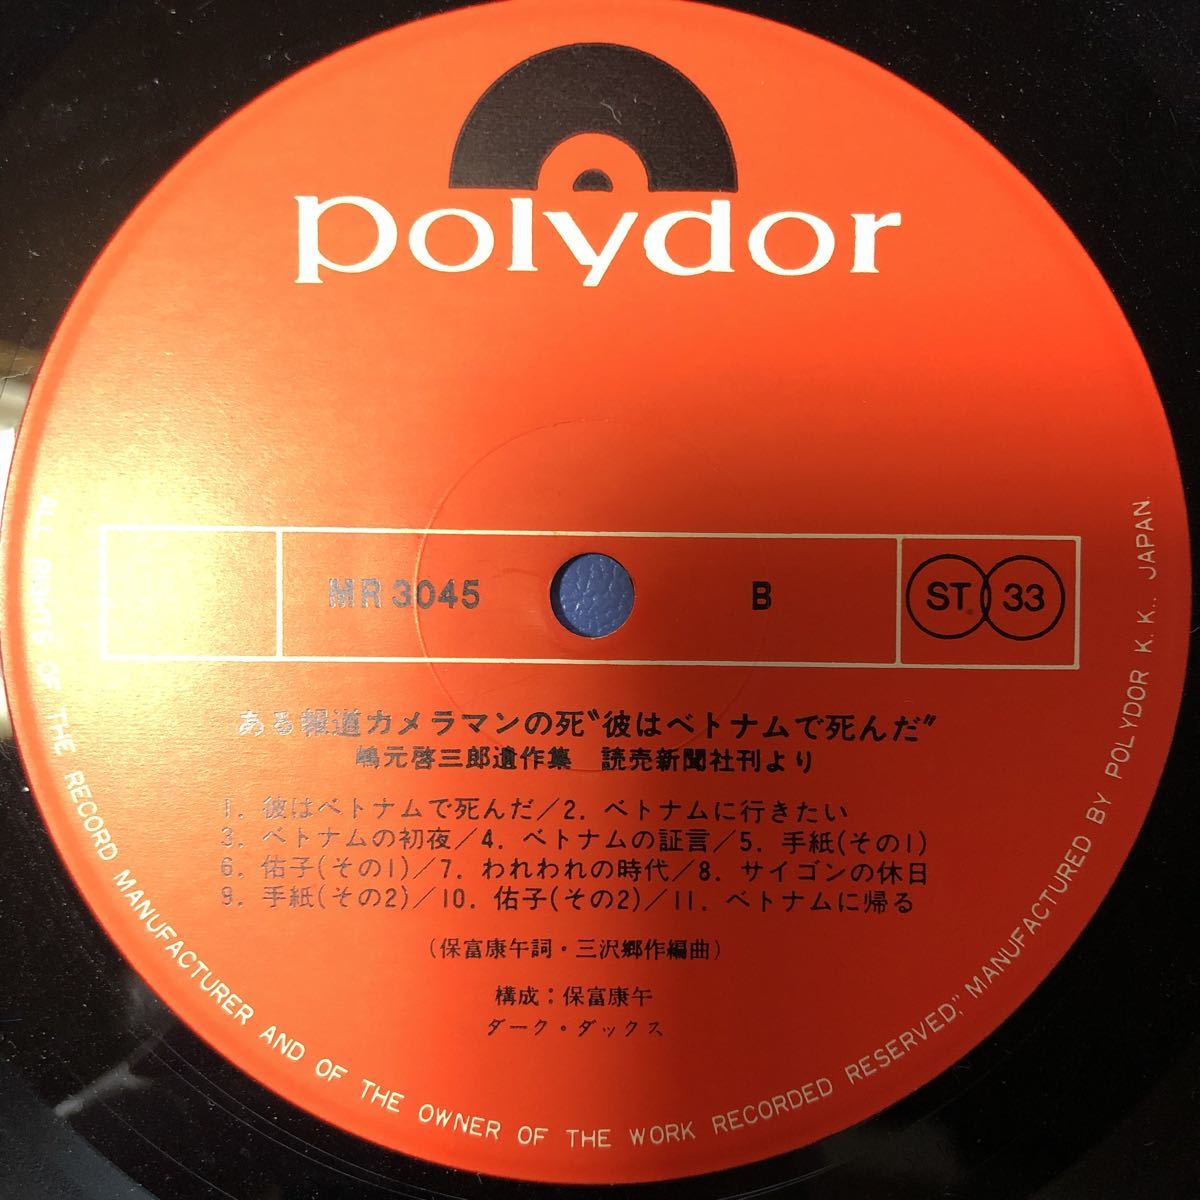 polydor
MR 3045 B ST 33
ある報道カメラマンの死〝彼はベトナムで死んだ〟
嶋元啓三郎遺作集 読売新聞社刊より
1. 彼はベトナムで死んだ/2. ベトナムに行きたい
3. ベトナムの初夜/4. ベトナムの証言/5. 手紙(その1)
6. 佑子(その1)/7. われわれの時代/8. サイゴンの休日
9. 手紙(その2)/10. 佑子(その2)/11. ベトナムに帰る
(保富康午詞・三沢郷作編曲)
構成:保富康午
ダーク・ダックス
ALL RIGHTS OF THE RECORD MANUFACTURER AND OF THE OWNER OF THE WORK RECORDED RESERVED," MANUFACTURED BY POLYDOR K. K., JAPAN.